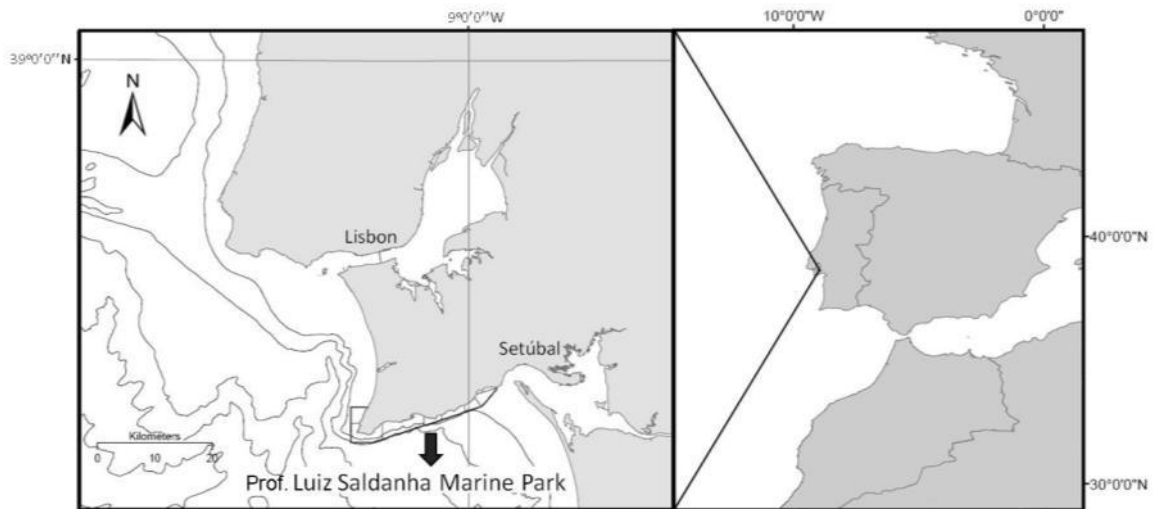 9°0'0"W
10°0'0"W
0°0'0"
39°0'0"N
N
Lisbon
40°0'0"N
Setúbal
Kilometers
0 10 20
Prof. Luiz Saldanha Marine Park
30°0'0"N